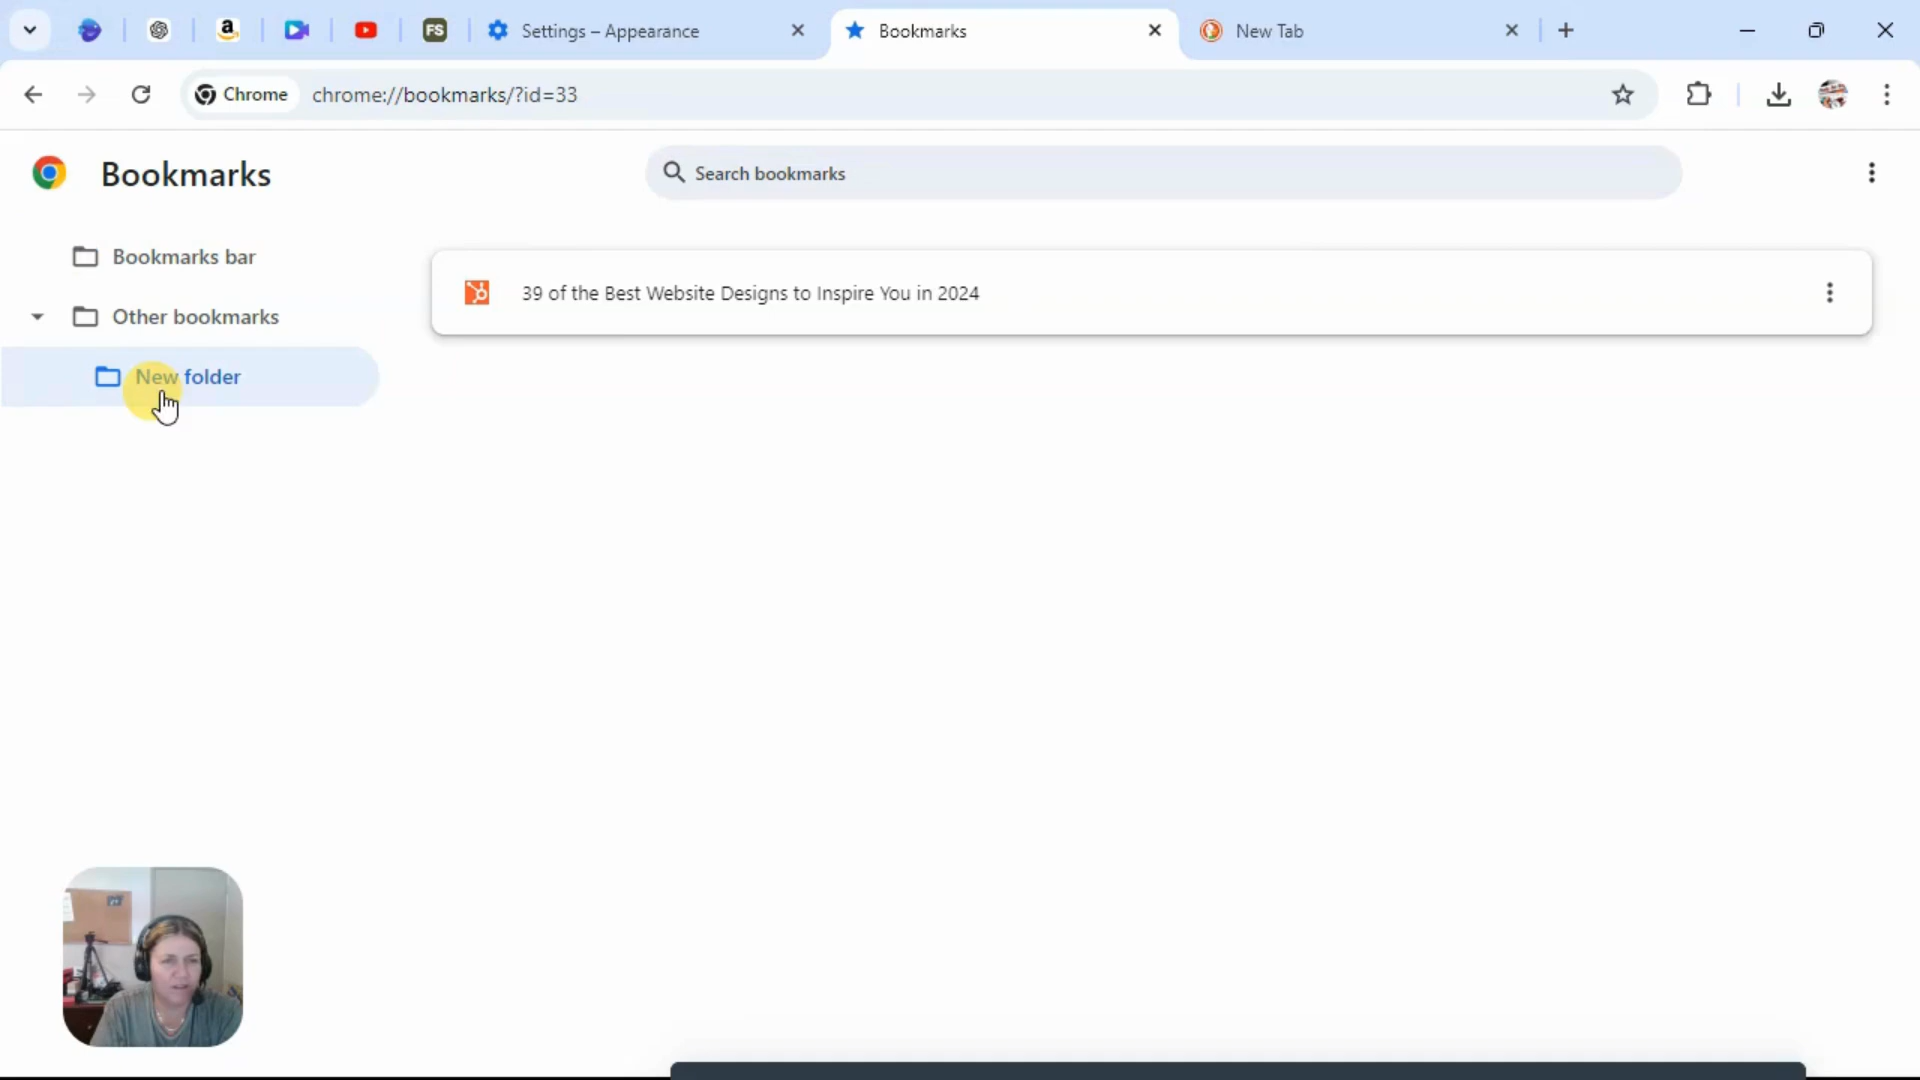 a
FS
Settings – Appearance
Bookmarks
New Tab
Chrome
chrome://bookmarks/?id=33
Bookmarks
Search bookmarks
Bookmarks bar
39 of the Best Website Designs to Inspire You in 2024
Other bookmarks
New folder